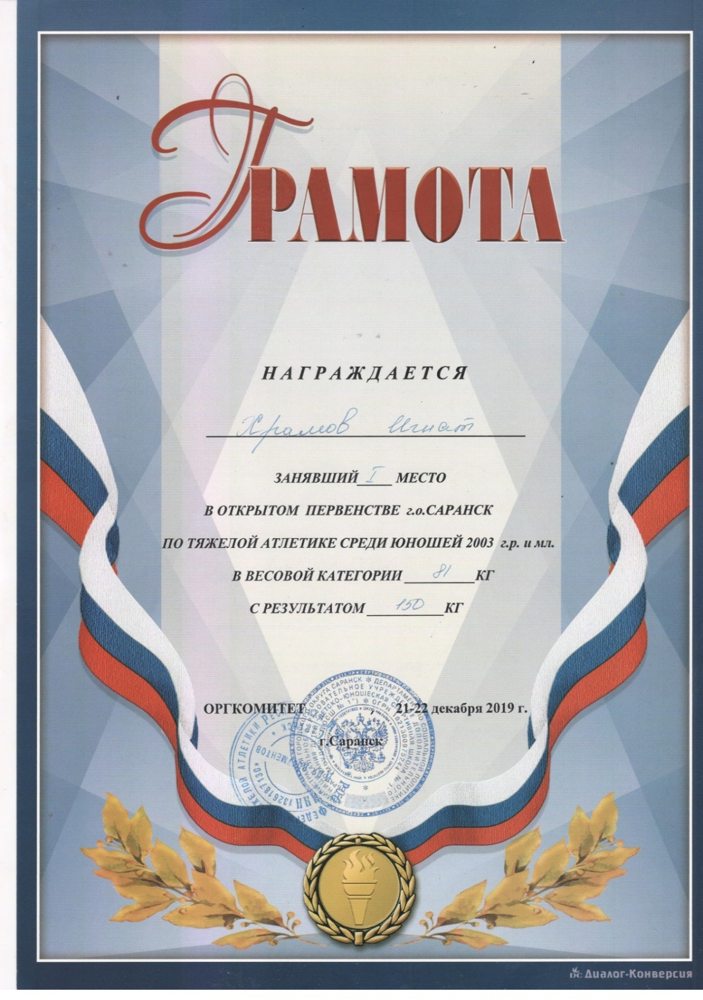 ГРАМОТА
НАГРАЖДАЕТСЯ
Храмов Игнат
ЗАНЯВШИЙ I МЕСТО
В ОТКРЫТОМ ПЕРВЕНСТВЕ г.о.САРАНСК
ПО ТЯЖЕЛОЙ АТЛЕТИКЕ СРЕДИ ЮНОШЕЙ 2003 г.р. и мл.
В ВЕСОВОЙ КАТЕГОРИИ 81 КГ
С РЕЗУЛЬТАТОМ 150 КГ
ОРГКОМИТЕТ 21-22 декабря 2019 г.
г.Саранск
Диалог-Конверсия